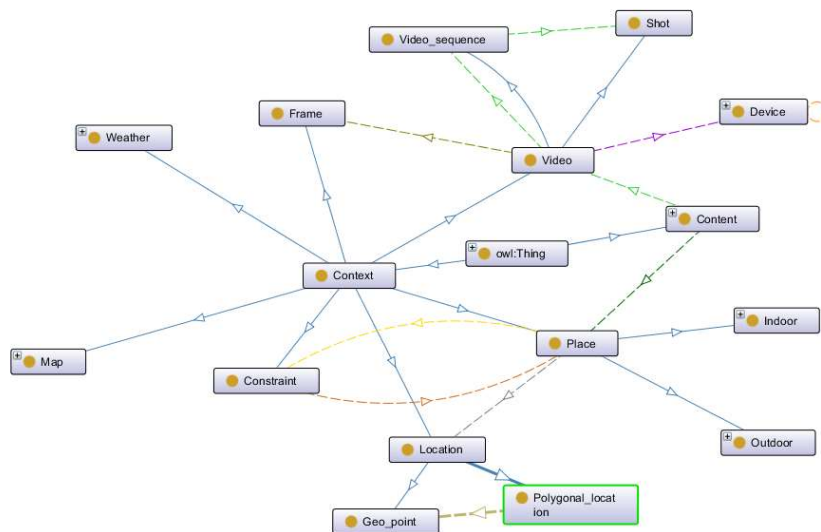 Shot
Video_sequence
Device
Frame
Weather
Video
Content
owl:Thing
Context
Indoor
Place
Map
Constraint
Outdoor
Location
Polygonal_locat
ion
Geo_point